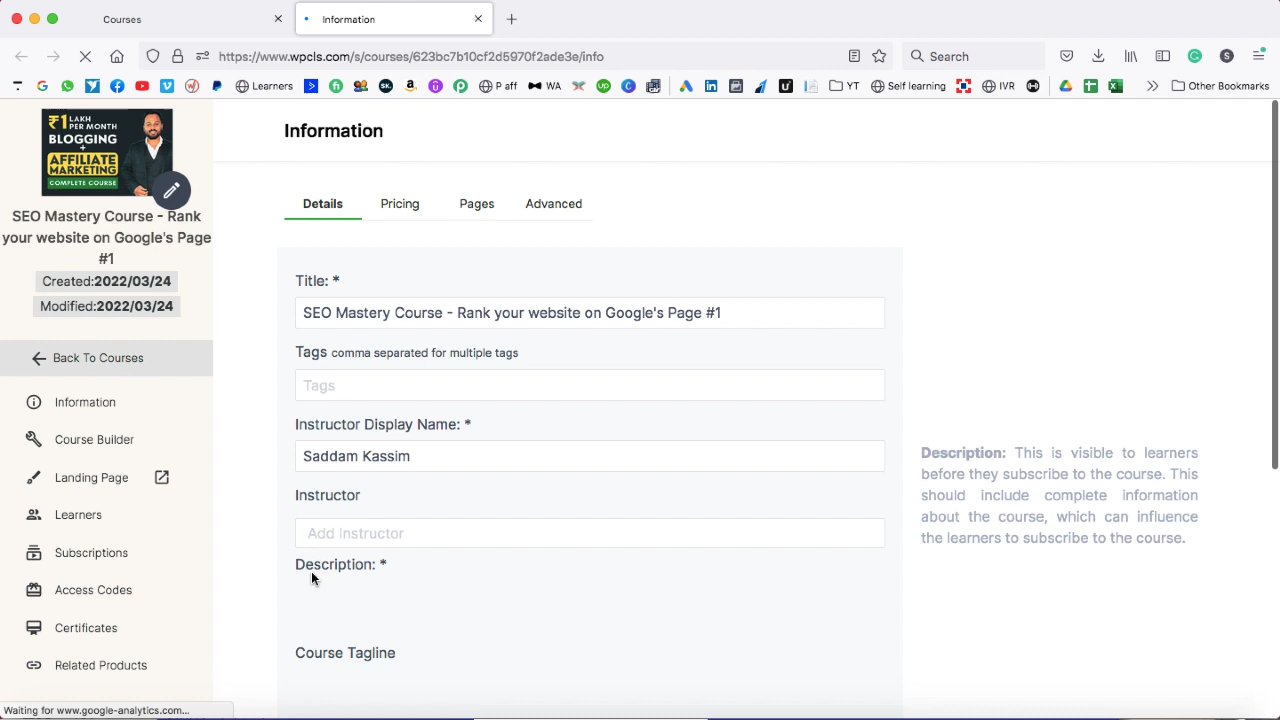 Courses
Information
https://www.wpcls.com/s/courses/623bc7b10cf2d5970f2ade3e/info
Search
Learners
P aff
WA
YT
Self learning
IVR
Other Bookmarks
₹1 LAKH
PER MONTH
BLOGGING
+
AFFILIATE
MARKETING
COMPLETE COURSE
SEO Mastery Course - Rank
your website on Google's Page
#1
Created:2022/03/24
Modified:2022/03/24
Back To Courses
Information
Course Builder
Landing Page
Learners
Subscriptions
Access Codes
Certificates
Related Products
Information
Details
Pricing
Pages
Advanced
Title: *
SEO Mastery Course - Rank your website on Google's Page #1
Tags comma separated for multiple tags
Tags
Instructor Display Name: *
Saddam Kassim
Instructor
Add Instructor
Description: *
Course Tagline
Description: This is visible to learners
before they subscribe to the course. This
should include complete information
about the course, which can influence
the learners to subscribe to the course.
Waiting for www.google-analytics.com...